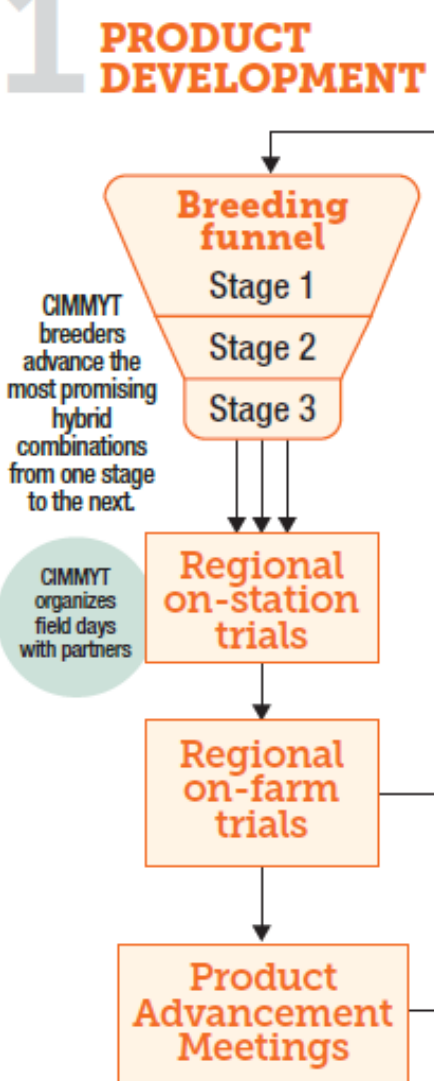 1 PRODUCT
DEVELOPMENT
Breeding
funnel
Stage 1
Stage 2
Stage 3
CIMMYT
breeders
advance the
most promising
hybrid
combinations
from one stage
to the next.
CIMMYT
organizes
field days
with partners
Regional
on-station
trials
Regional
on-farm
trials
Product
Advancement
Meetings